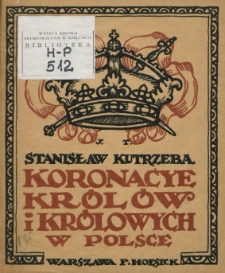 BIBLIOTEKA
H-P
512
J. T.
STANISŁAW KUTRZEBA
KORONACYE
KRÓLÓW
i KRÓLOWYCH
W POLSCE
WARSZAWA F. HOESICK